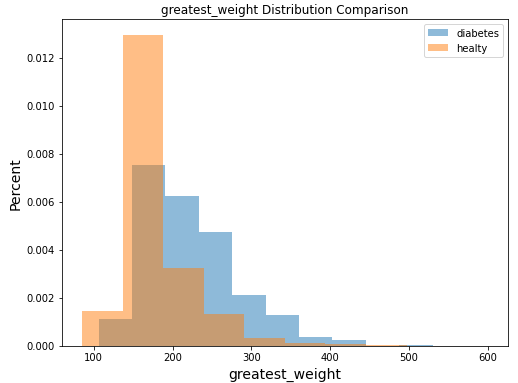 greatest_weight Distribution Comparison
diabetes
healty
0.012
0.010
0.008
0.006
0.004
0.002
0.000
Percent
100 200 300 400 500 600
greatest_weight